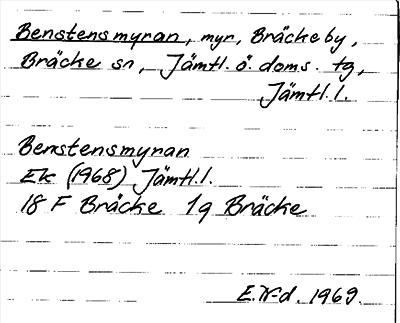 Benstensmyran, myr, Bräcke by,
Bräcke sn, Jämtl. ö. doms. tg,
Jämtl. l.
Benstensmyran
Ek (1968) Jämtl. l.
18 F Bräcke 1g Bräcke
1969.